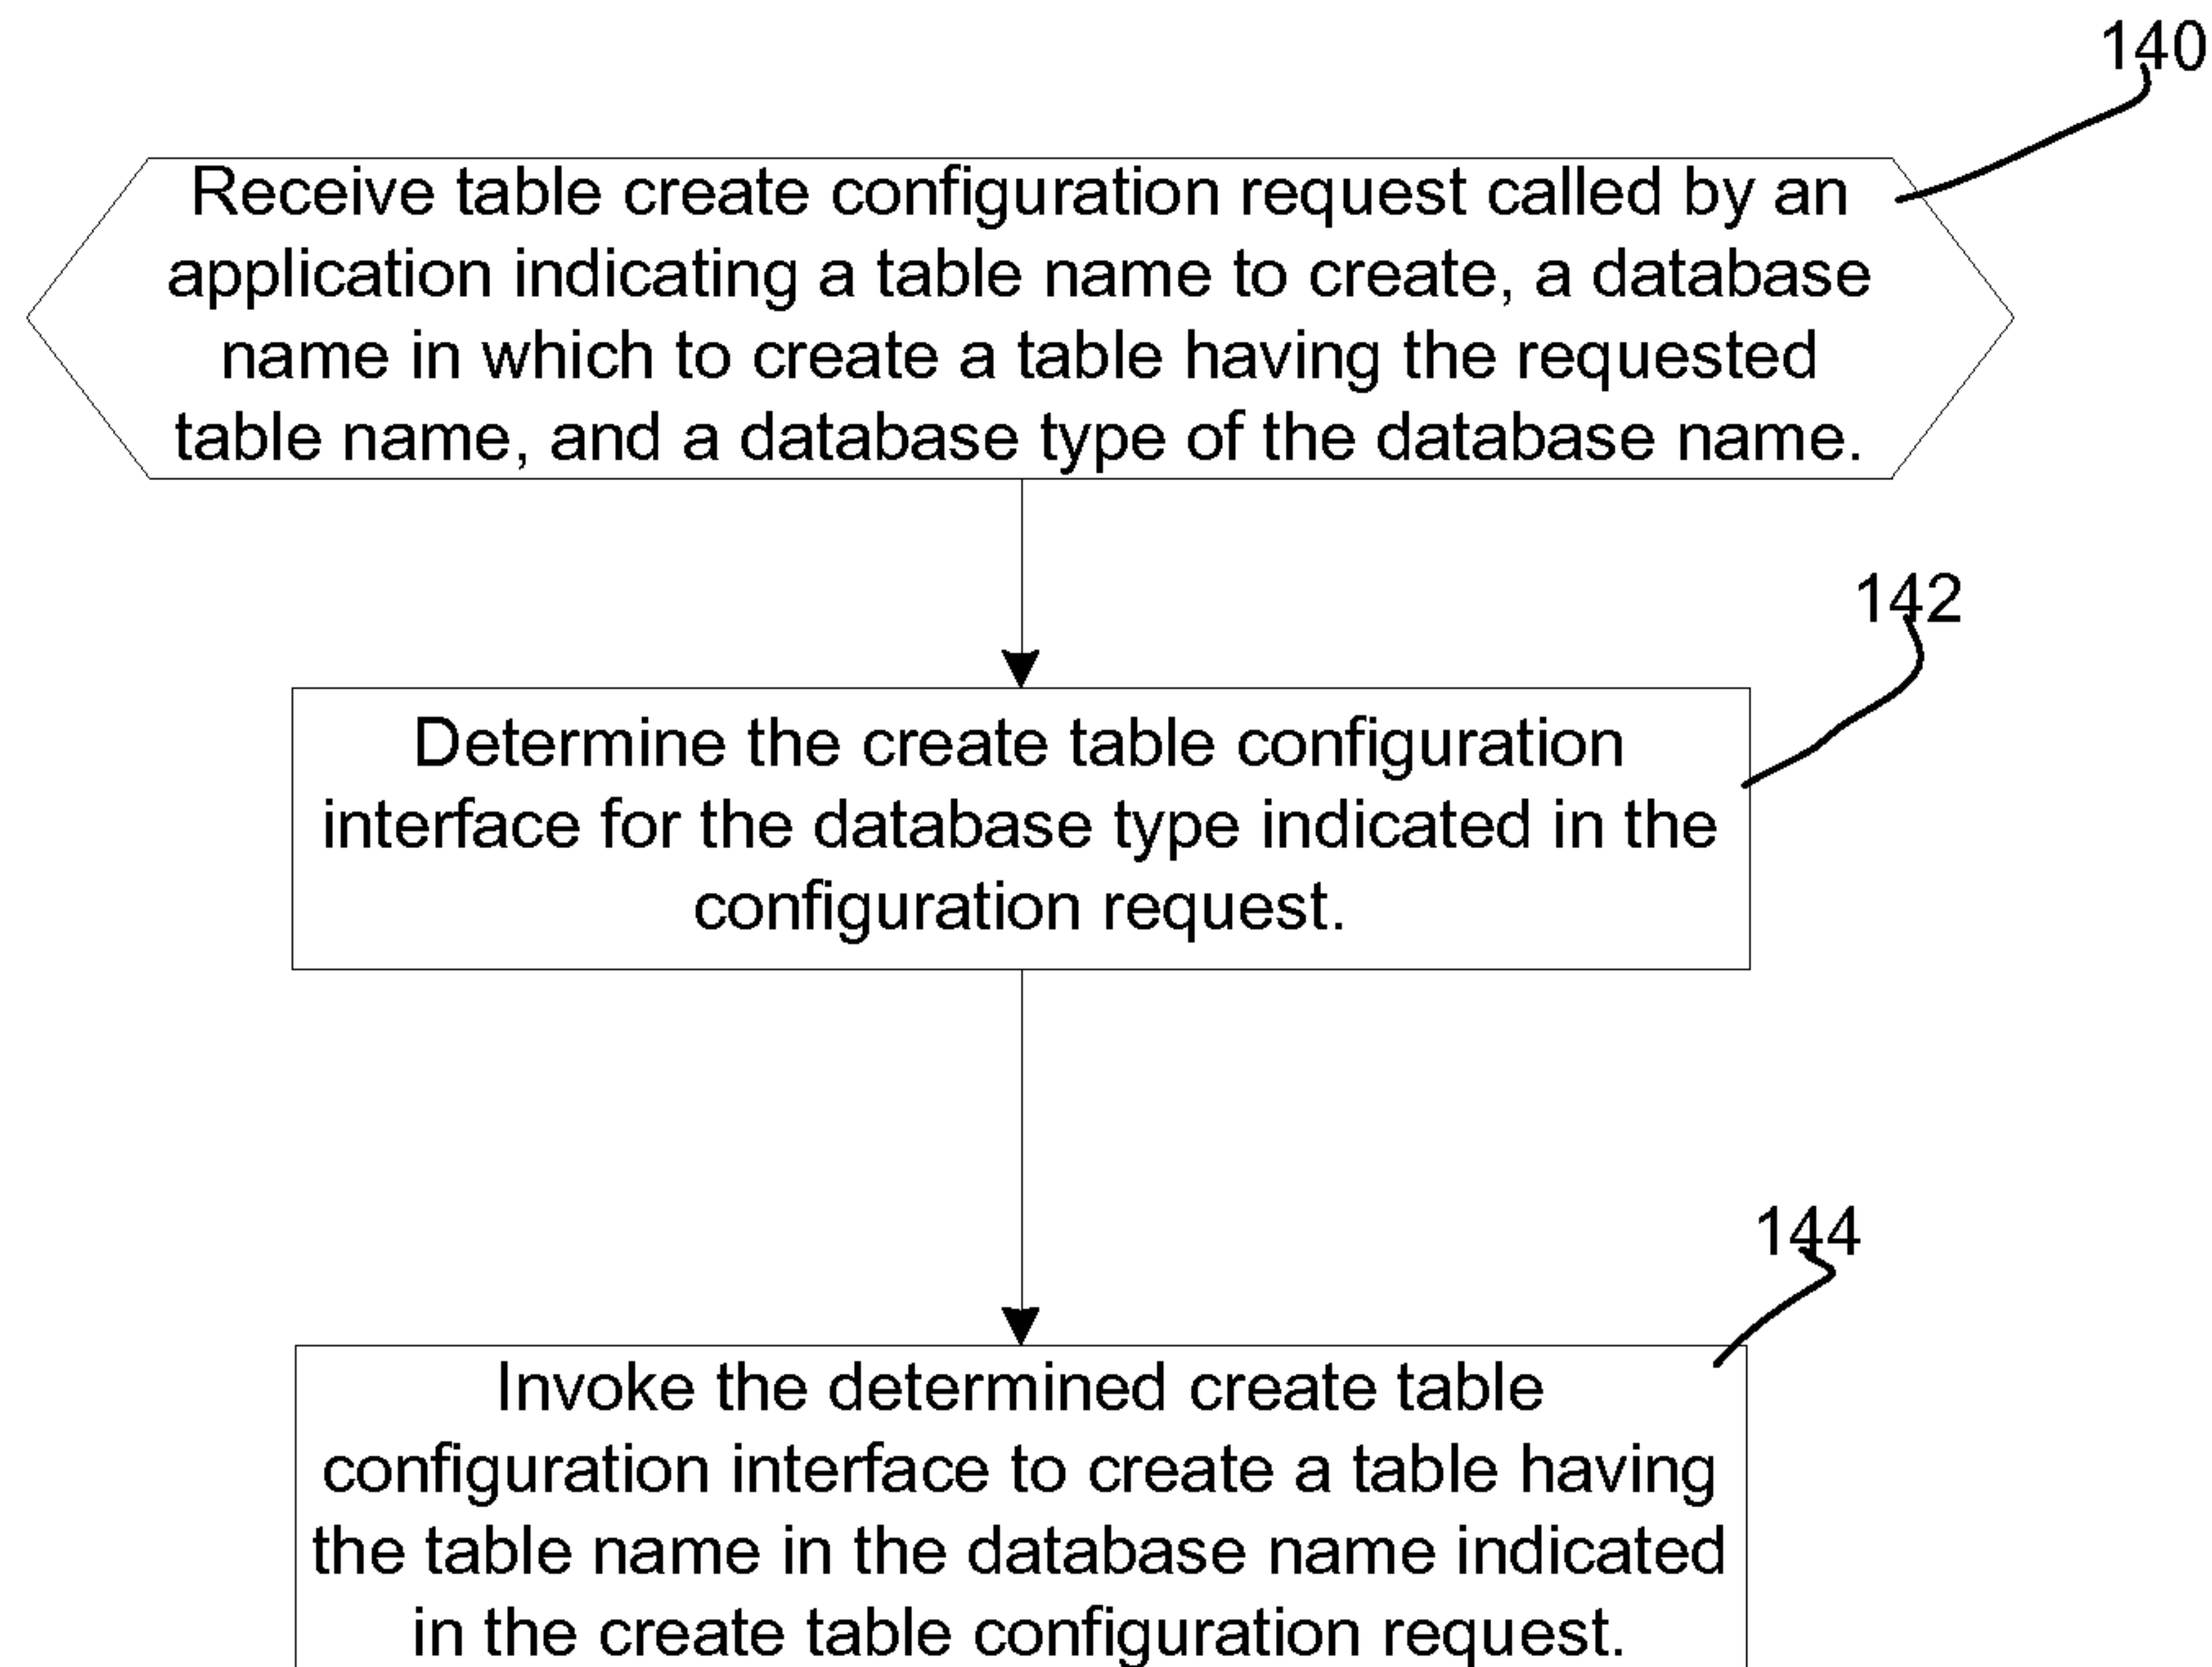 140
Receive table create configuration request called by an
application indicating a table name to create, a database
name in which to create a table having the requested
table name, and a database type of the database name.
142
Determine the create table configuration
interface for the database type indicated in the
configuration request.
144
Invoke the determined create table
configuration interface to create a table having
the table name in the database name indicated
in the create table configuration request.